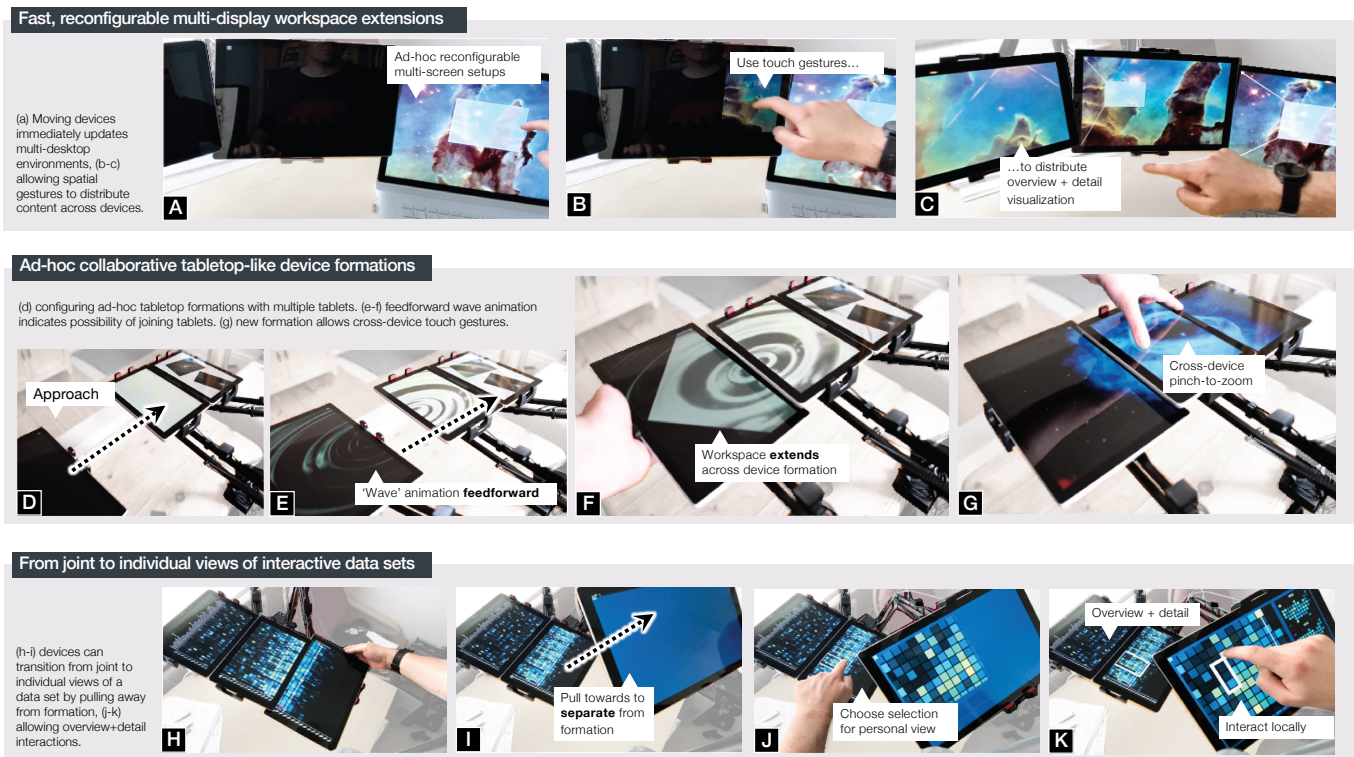 Fast, reconfigurable multi-display workspace extensions
(a) Moving devices
immediately updates
multi-desktop
environments, (b-c)
allowing spatial
gestures to distribute
content across devices.
Ad-hoc reconfigurable
multi-screen setups
A
Use touch gestures...
B
...to distribute
overview + detail
visualization
C
Ad-hoc collaborative tabletop-like device formations
(d) configuring ad-hoc tabletop formations with multiple tablets. (e-f) feedforward wave animation
indicates possibility of joining tablets. (g) new formation allows cross-device touch gestures.
Approach
D
'Wave' animation feedforward
E
Workspace extends
across device formation
F
Cross-device
pinch-to-zoom
G
From joint to individual views of interactive data sets
(h-i) devices can
transition from joint to
individual views of a
data set by pulling away
from formation, (j-k)
allowing overview+detail
interactions.
H
Pull towards to
separate from
formation
I
Choose selection
for personal view
J
Overview + detail
Interact locally
K